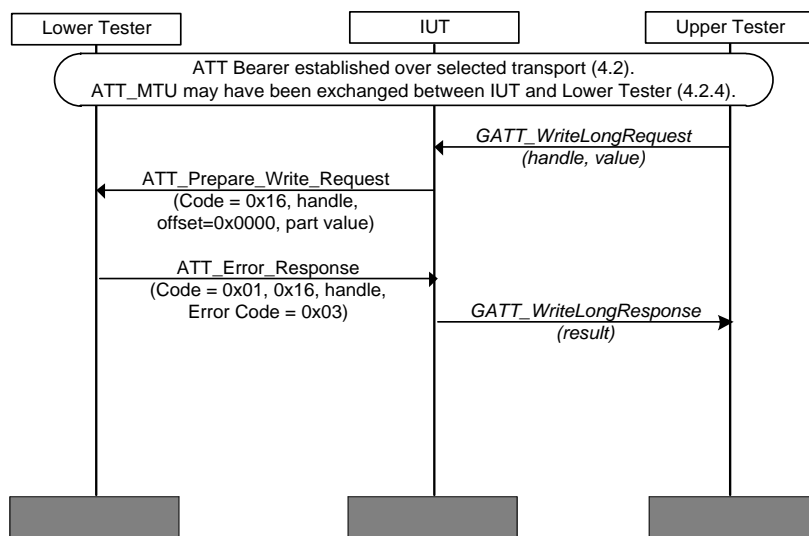 Lower Tester
IUT
Upper Tester
ATT Bearer established over selected transport (4.2).
ATT_MTU may have been exchanged between IUT and Lower Tester (4.2.4).
GATT_WriteLongRequest
(handle, value)
ATT_Prepare_Write_Request
(Code = 0x16, handle,
offset=0x0000, part value)
ATT_Error_Response
(Code = 0x01, 0x16, handle,
Error Code = 0x03)
GATT_WriteLongResponse
(result)